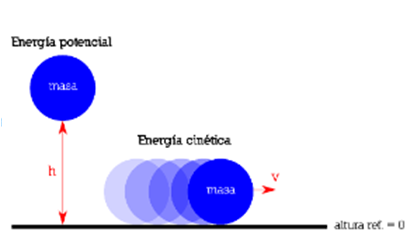 Energía potencial
masa
Energía cinética
h
masa
v
altura ref. = 0